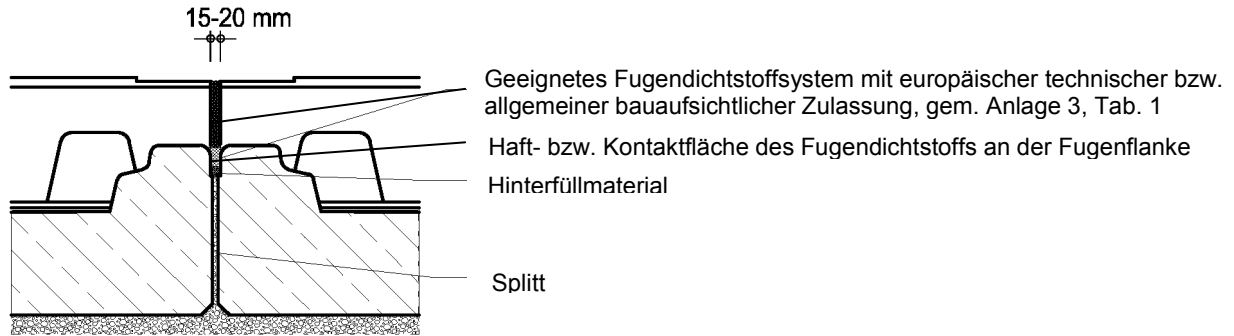 15-20 mm
Geeignetes Fugendichtstoffsystem mit europäischer technischer bzw.
allgemeiner bauaufsichtlicher Zulassung, gem. Anlage 3, Tab. 1
Haft- bzw. Kontaktfläche des Fugendichtstoffs an der Fugenflanke
Hinterfüllmaterial
Splitt